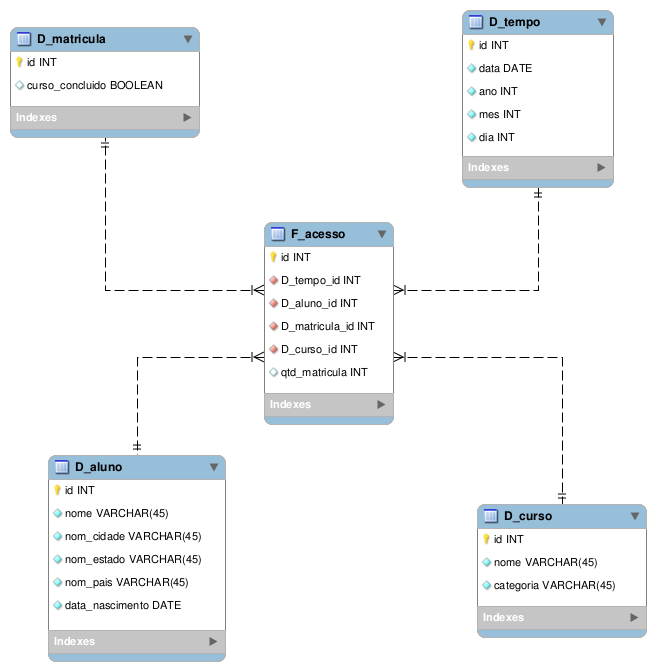 D_matricula
id INT
curso_concluido BOOLEAN
Indexes
D_tempo
id INT
data DATE
ano INT
mes INT
dia INT
Indexes
F_acesso
id INT
D_tempo_id INT
D_aluno_id INT
D_matricula_id INT
D_curso_id INT
qtd_matricula INT
Indexes
D_aluno
id INT
nome VARCHAR(45)
nom_cidade VARCHAR(45)
nom_estado VARCHAR(45)
nom_pais VARCHAR(45)
data_nascimento DATE
Indexes
D_curso
id INT
nome VARCHAR(45)
categoria VARCHAR(45)
Indexes